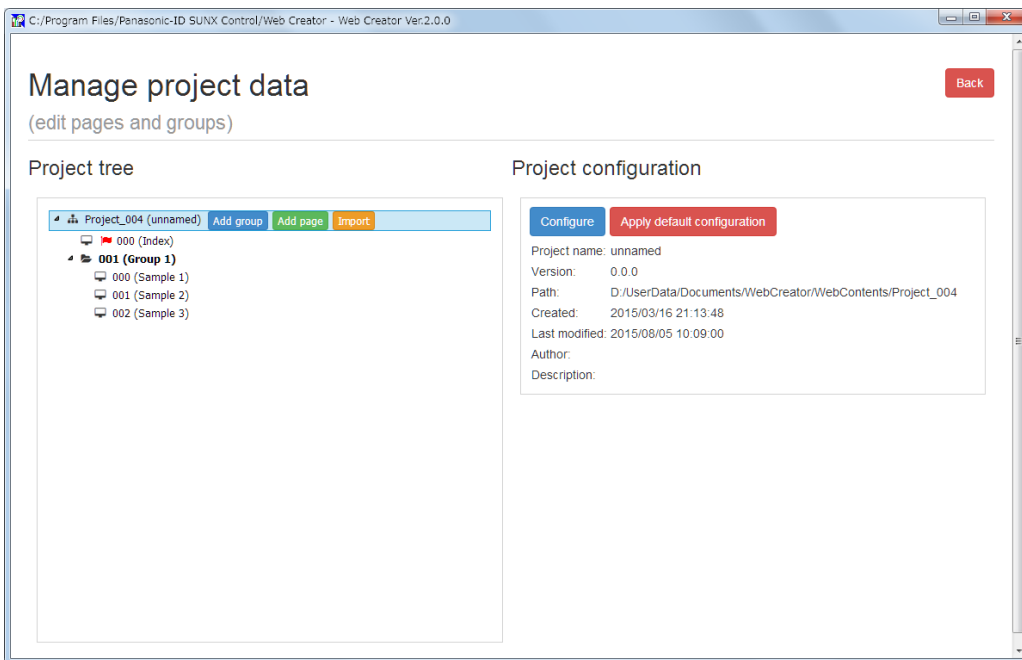 C:/Program Files/Panasonic-ID SUNX Control/Web Creator - Web Creator Ver.2.0.0
Manage project data
Back
(edit pages and groups)
Project tree
Project configuration
Project_004 (unnamed) Add group Add page Import
000 (Index)
001 (Group 1)
000 (Sample 1)
001 (Sample 2)
002 (Sample 3)
Configure Apply default configuration
Project name: unnamed
Version: 0.0.0
Path: D:/UserData/Documents/WebCreator/WebContents/Project_004
Created: 2015/03/16 21:13:48
Last modified: 2015/08/05 10:09:00
Author:
Description: